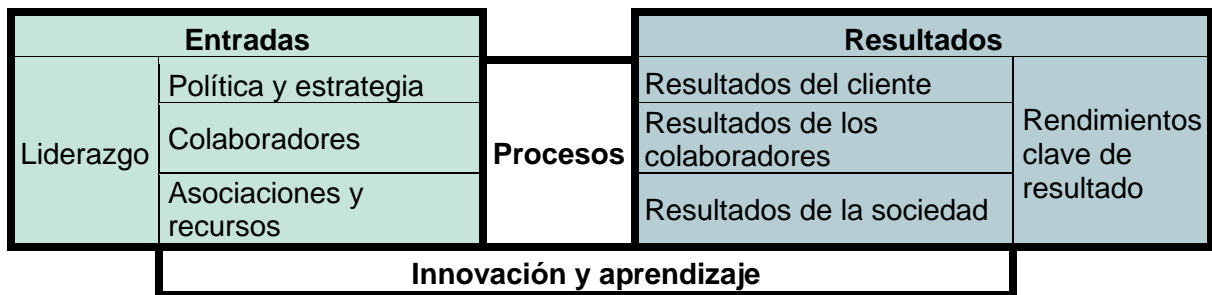 Entradas
Resultados
Liderazgo
Política y estrategia
Colaboradores
Asociaciones y
recursos
Procesos
Resultados del cliente
Resultados de los
colaboradores
Resultados de la sociedad
Rendimientos
clave de
resultado
Innovación y aprendizaje